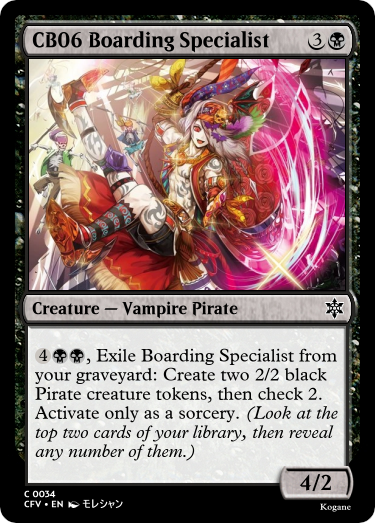 CB06 Boarding Specialist 3
Creature — Vampire Pirate
4, Exile Boarding Specialist from
your graveyard: Create two 2/2 black
Pirate creature tokens, then check 2.
Activate only as a sorcery. (Look at the
top two cards of your library, then reveal
any number of them.)
4/2
C 0034
CFV • EN モレシャン
Kogane